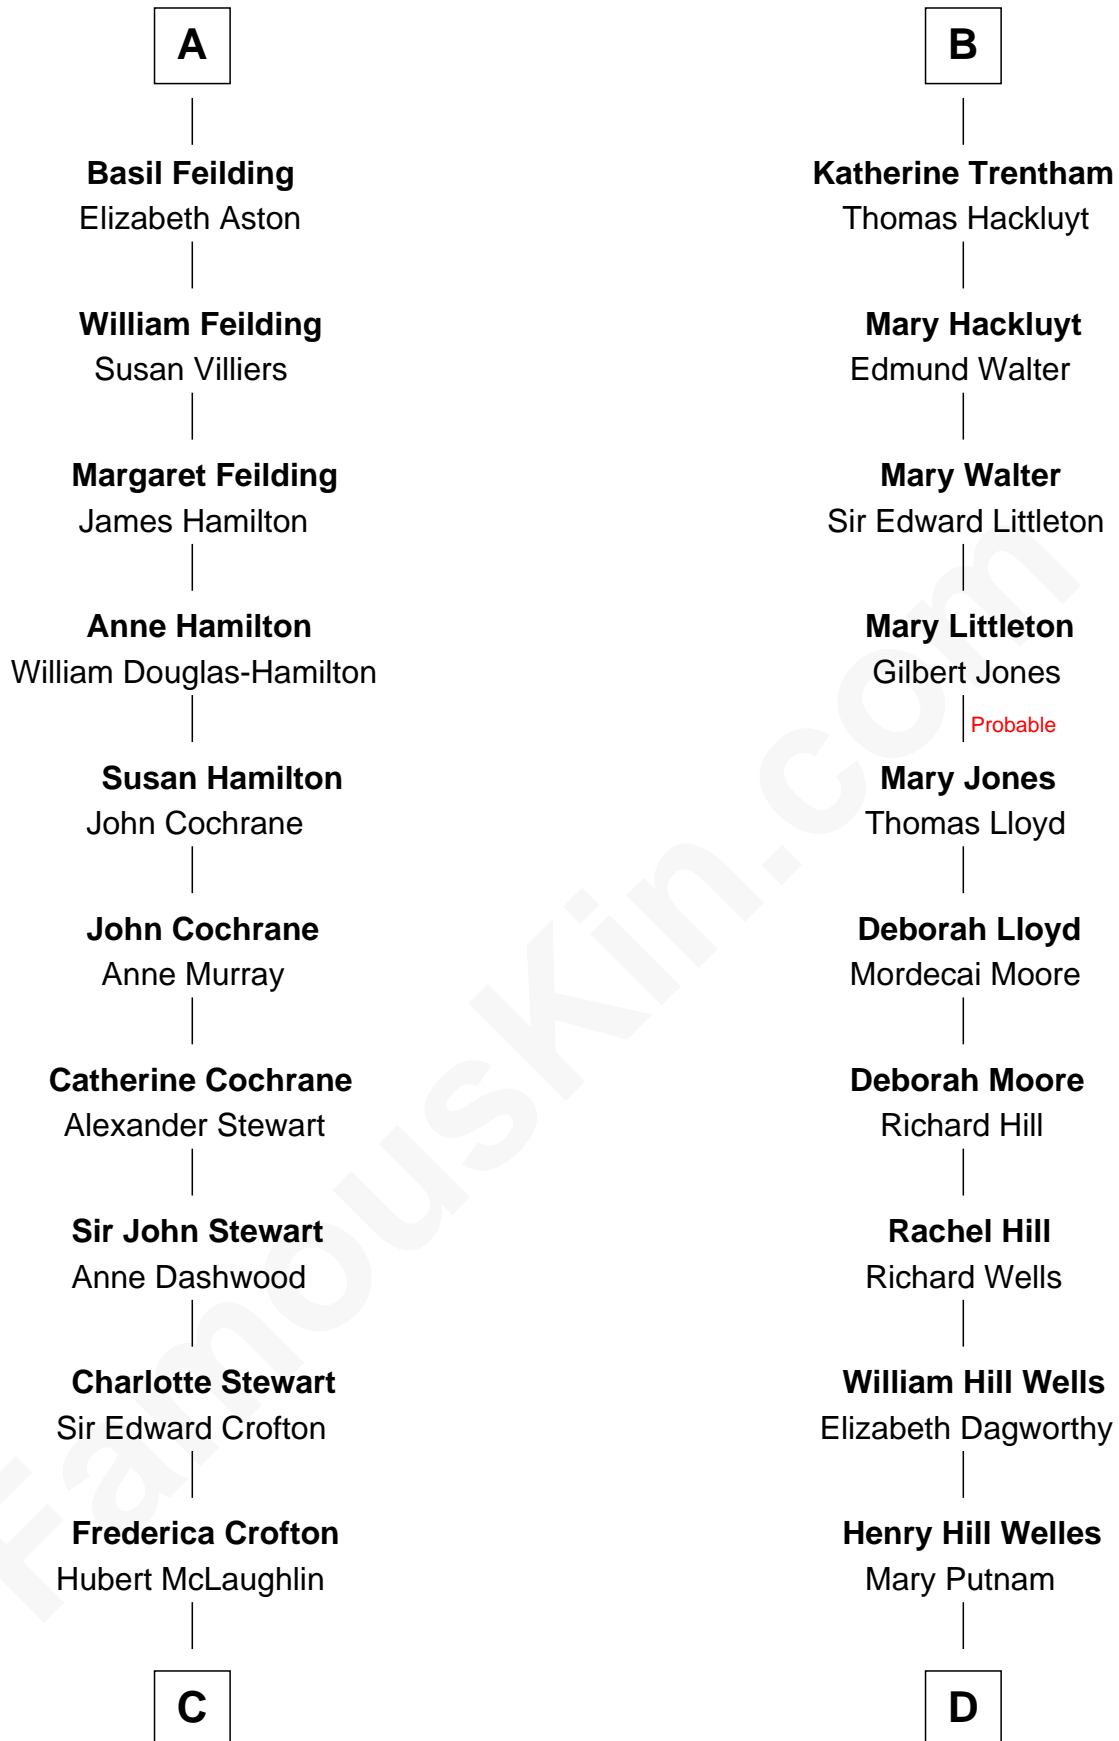 A
Basil Feilding
Elizabeth Aston
William Feilding
Susan Villiers
Margaret Feilding
James Hamilton
Anne Hamilton
William Douglas-Hamilton
Susan Hamilton
John Cochrane
John Cochrane
Anne Murray
Catherine Cochrane
Alexander Stewart
Sir John Stewart
Anne Dashwood
Charlotte Stewart
Sir Edward Crofton
Frederica Crofton
Hubert McLaughlin
C
B
Katherine Trentham
Thomas Hackluyt
Mary Hackluyt
Edmund Walter
Mary Walter
Sir Edward Littleton
Mary Littleton
Gilbert Jones
Probable
Mary Jones
Thomas Lloyd
Deborah Lloyd
Mordecai Moore
Deborah Moore
Richard Hill
Rachel Hill
Richard Wells
William Hill Wells
Elizabeth Dagworthy
Henry Hill Welles
Mary Putnam
D
FamousKin.com